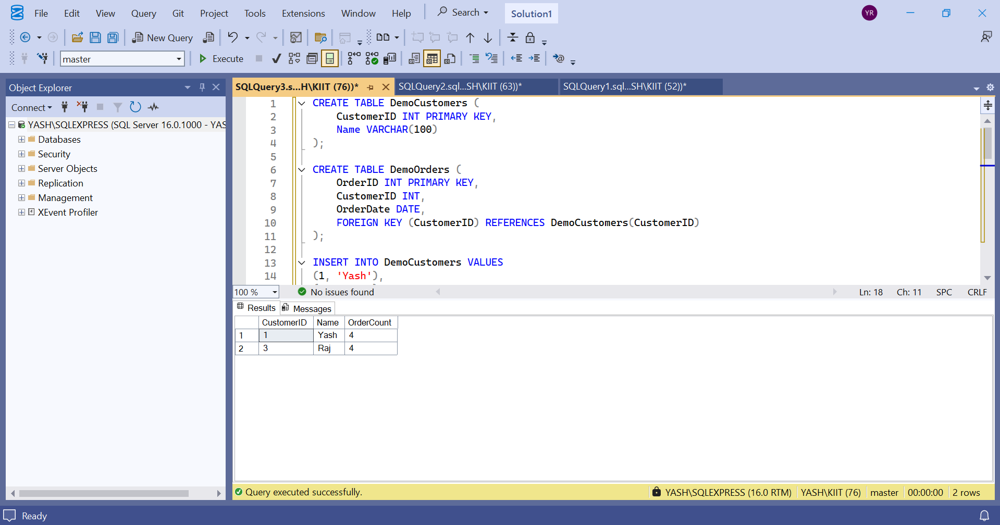 File Edit View Query Git Project Tools Extensions Window Help Search Solution1 YR
New Query
master Execute
Object Explorer
Connect
YASH\SQLEXPRESS (SQL Server 16.0.1000 - YAS
Databases
Security
Server Objects
Replication
Management
XEvent Profiler
SQLQuery3.s...H\KIIT (76))* SQLQuery2.sql...SH\KIIT (63))* SQLQuery1.sql...SH\KIIT (52))*
1 CREATE TABLE DemoCustomers (
2 CustomerID INT PRIMARY KEY,
3 Name VARCHAR(100)
4 );
5
6 CREATE TABLE DemoOrders (
7 OrderID INT PRIMARY KEY,
8 CustomerID INT,
9 OrderDate DATE,
10 FOREIGN KEY (CustomerID) REFERENCES DemoCustomers(CustomerID)
11 );
12
13 INSERT INTO DemoCustomers VALUES
14 (1, 'Yash'),
100 % No issues found Ln: 18 Ch: 11 SPC CRLF
Results Messages
CustomerID Name OrderCount
1 1 Yash 4
2 3 Raj 4
Query executed successfully. YASH\SQLEXPRESS (16.0 RTM) YASH\KIIT (76) master 00:00:00 2 rows
Ready